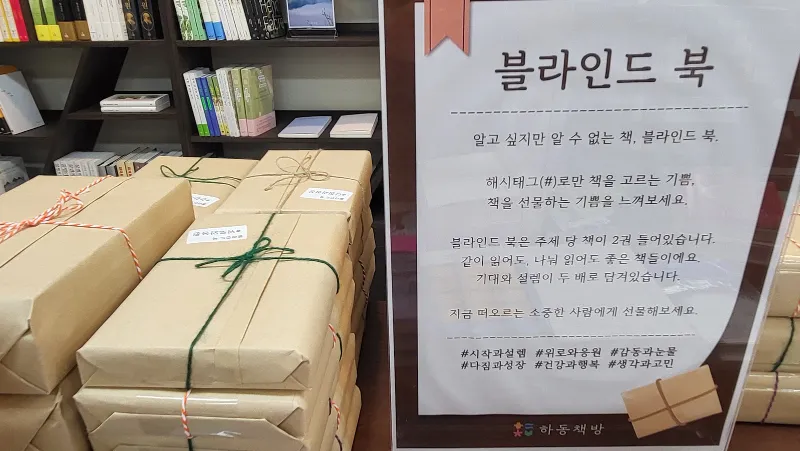 블라인드 북
알고 싶지만 알 수 없는 책, 블라인드 북.
해시태그(#)로만 책을 고르는 기쁨,
책을 선물하는 기쁨을 느껴보세요.
블라인드 북은 주제 당 책이 2권 들어있습니다.
같이 읽어도, 나눠 읽어도 좋은 책들이에요.
기대와 설렘이 두 배로 담겨있습니다.
지금 떠오르는 소중한 사람에게 선물해보세요.
#시작과설렘 #위로와응원 #감동과눈물
#다짐과성장 #건강과행복 #생각과고민
하동책방